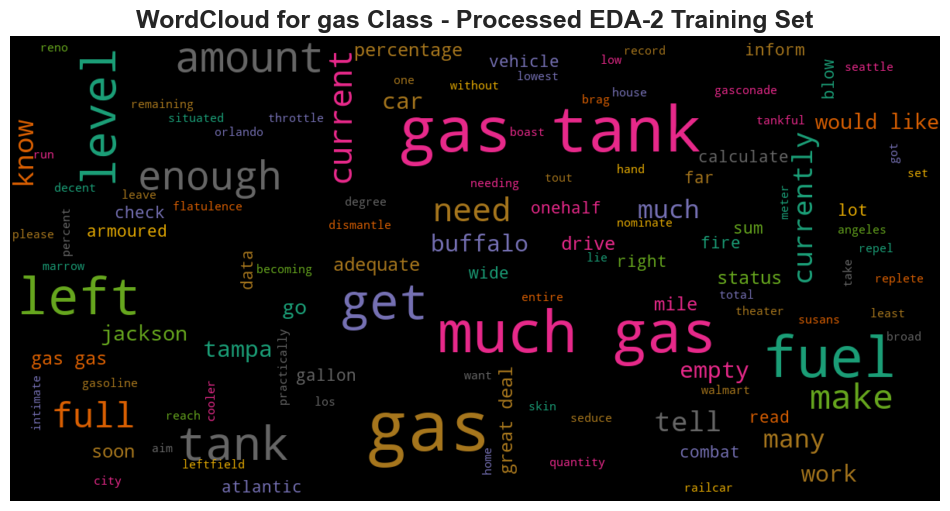 WordCloud for gas Class - Processed EDA-2 Training Set
reno
amount
percentage
vehicle
record
inform
level
current
low
lowest
seattle
one
without
blow
car
brag
house
gasconade
remaining
situated
throttle
orlando
gas tank
boast
tankful
would like
know
run
enough
calculate
currently
got
decent
leave
flatulence
degree
needing
tout
hand
far
set
check
armoured
percent
please
dismantle
need
onehalf
nominate
much
meter
lot
sum
angeles
buffalo
drive
lie
fire
repel
marrow
data
becoming
adequate
wide
right
status
take
replete
left
go
get
entire
mile
total
theater
susans
least
broad
jackson
tampa
practically
much gas
fuel
gas gas
gallon
want
empty
walmart
make
intimate
gasoline
cooler
los
great deal
skin
seduce
full
reach
tank
gas
tell
read
many
soon
aim
leftfield
home
quantity
combat
work
city
atlantic
railcar